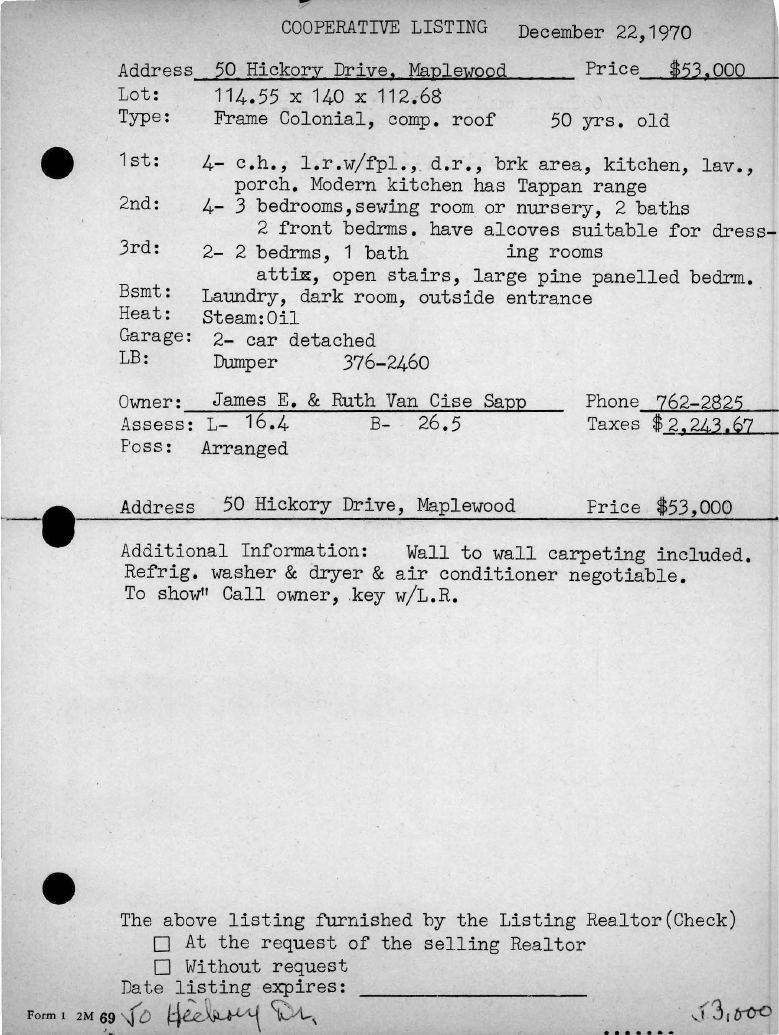 COOPERATIVE LISTING December 22,1970
Address 50 Hickory Drive, Maplewood Price $53,000
Lot: 114.55 x 140 x 112.68
Type: Frame Colonial, comp. roof 50 yrs. old
1st: 4- c.h., l.r.w/fpl., d.r., brk area, kitchen, lav.,
porch. Modern kitchen has Tappan range
2nd: 4- 3 bedrooms,sewing room or nursery, 2 baths
2 front bedrms. have alcoves suitable for dress-
3rd: 2- 2 bedrms, 1 bath ing rooms
attix, open stairs, large pine panelled bedrm.
Bsmt: Laundry, dark room, outside entrance
Heat: Steam:Oil
Garage: 2- car detached
LB: Dumper 376-2460
Owner: James E. & Ruth Van Cise Sapp Phone 762-2825
Assess: L- 16.4 B- 26.5 Taxes $2,243.67
Poss: Arranged
Address 50 Hickory Drive, Maplewood Price $53,000
Additional Information: Wall to wall carpeting included.
Refrig. washer & dryer & air conditioner negotiable.
To show" Call owner, key w/L.R.
The above listing furnished by the Listing Realtor(Check)
☐ At the request of the selling Realtor
☐ Without request
Date listing expires:
Form 1 2M 69 50 Hickory Dr. 53,000